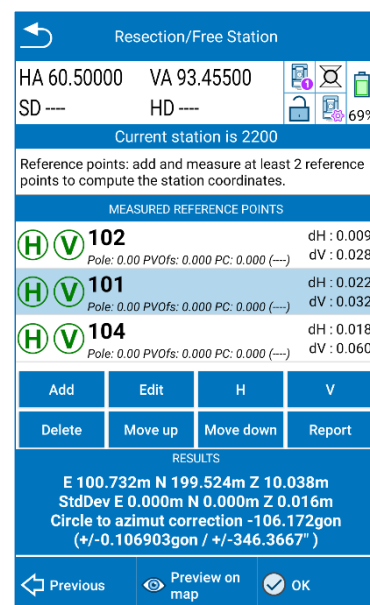 Resection/Free Station
HA 60.50000 VA 93.45500
SD ---- HD ----
69%
Current station is 2200
Reference points: add and measure at least 2 reference
points to compute the station coordinates.
MEASURED REFERENCE POINTS
H V 102 dH : 0.009
Pole: 0.00 PVOfs: 0.000 PC: 0.000 (----) dV : 0.028
H V 101 dH : 0.022
Pole: 0.00 PVOfs: 0.000 PC: 0.000 (----) dV : 0.032
H V 104 dH : 0.018
Pole: 0.00 PVOfs: 0.000 PC: 0.000 (----) dV : 0.060
Add Edit H V
Delete Move up Move down Report
RESULTS
E 100.732m N 199.524m Z 10.038m
StdDev E 0.000m N 0.000m Z 0.016m
Circle to azimut correction -106.172gon
(+/-0.106903gon / +/-346.3667" )
Previous Preview on map OK